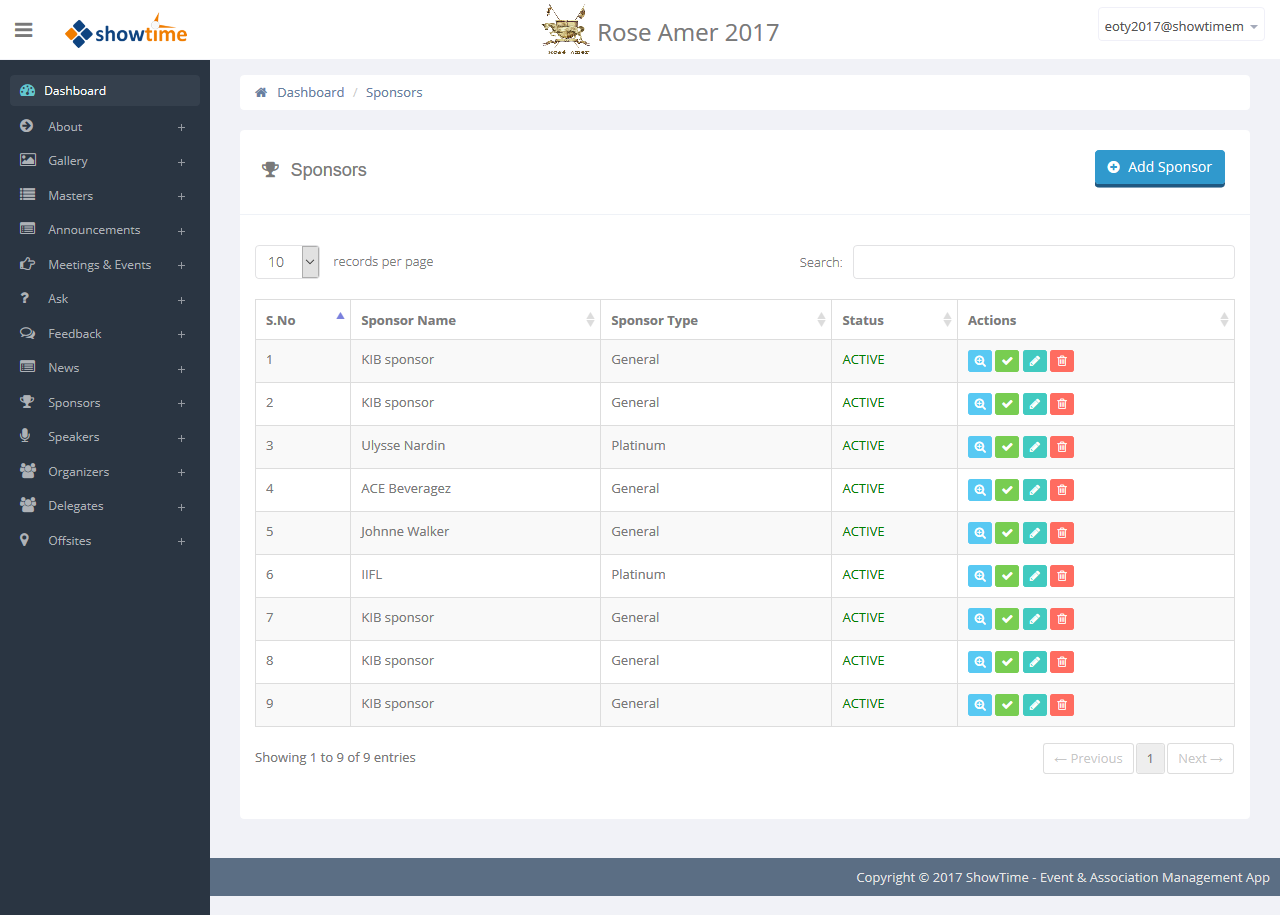 showtime
Rose Amer 2017
eoty2017@showtimem
Dashboard
About +
Gallery +
Masters +
Announcements +
Meetings & Events +
Ask +
Feedback +
News +
Sponsors +
Speakers +
Organizers +
Delegates +
Offsites +
Dashboard / Sponsors
Sponsors
Add Sponsor
10 records per page
Search:
S.No Sponsor Name Sponsor Type Status Actions
1 KIB sponsor General ACTIVE
2 KIB sponsor General ACTIVE
3 Ulysse Nardin Platinum ACTIVE
4 ACE Beveragez General ACTIVE
5 Johnne Walker General ACTIVE
6 IIFL Platinum ACTIVE
7 KIB sponsor General ACTIVE
8 KIB sponsor General ACTIVE
9 KIB sponsor General ACTIVE
Showing 1 to 9 of 9 entries
← Previous 1 Next →
Copyright © 2017 ShowTime - Event & Association Management App